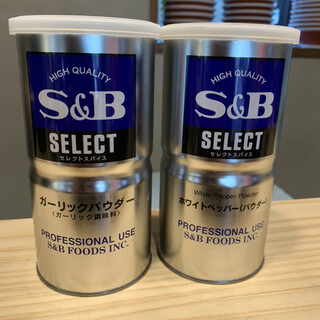 HIGH QUALITY
S&B
SELECT
セレクトスパイス
ガーリックパウダー
(ガーリック調味料)
PROFESSIONAL USE
S&B FOODS INC.
HIGH QUALITY
S&B
SELECT
セレクトスパイス
White Pepper Powder
ホワイトペッパー(パウダー)
PROFESSIONAL USE
S&B FOODS INC.